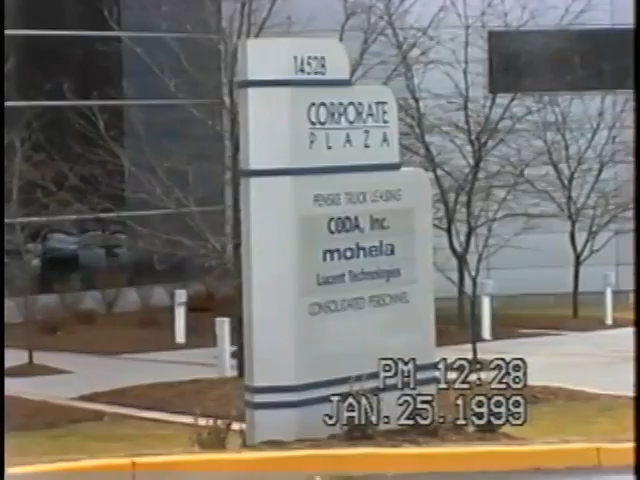 14528
CORPORATE
PLAZA
PENSKE TRUCK LEASING
CODA, Inc.
mohela
Lucent Technologies
CONSOLIDATED PERSONNEL
PM 12:28
JAN. 25. 1999